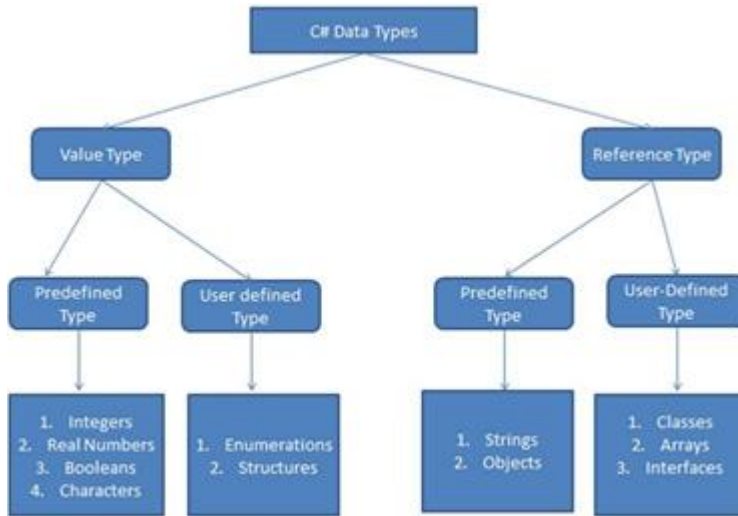 C# Data Types
Value Type
Reference Type
Predefined
Type
User defined
Type
Predefined
Type
User-Defined
Type
1. Integers
2. Real Numbers
3. Booleans
4. Characters
1. Enumerations
2. Structures
1. Strings
2. Objects
1. Classes
2. Arrays
3. Interfaces